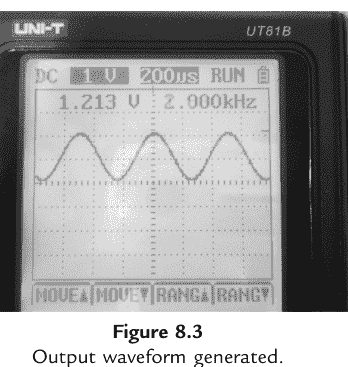 UNI-T UT81B
DC 1 V 200us RUN
1.213 V 2.000kHz
MOVE▲ MOVE▼ RANG▲ RANG▼
Figure 8.3
Output waveform generated.